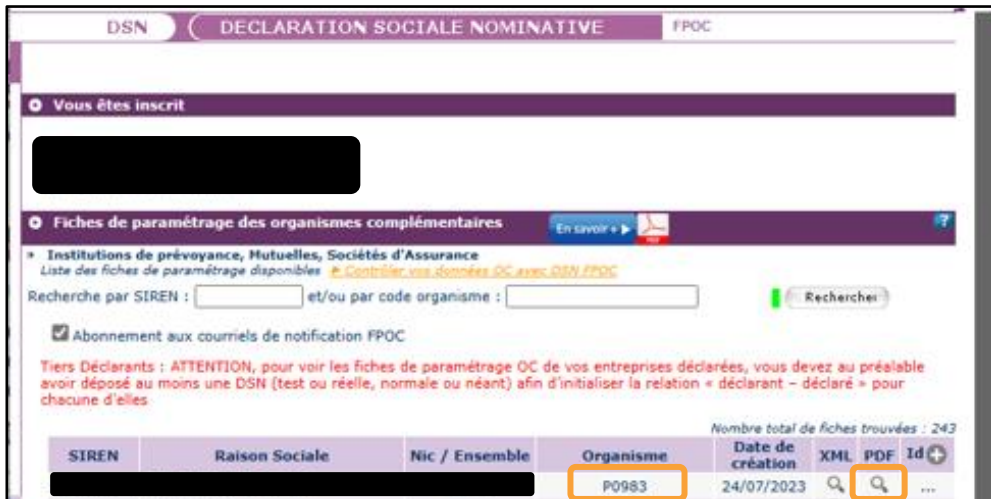 DSN DECLARATION SOCIALE NOMINATIVE FPOC
Vous êtes inscrit
Fiches de paramétrage des organismes complémentaires En savoir + PDF ?
Institutions de prévoyance, Mutuelles, Sociétés d'Assurance
Liste des fiches de paramétrage disponibles Contrôler vos données OC avec DSN FPOC
Recherche par SIREN : et/ou par code organisme : Rechercher
Abonnement aux courriels de notification FPOC
Tiers Déclarants : ATTENTION, pour voir les fiches de paramétrage OC de vos entreprises déclarées, vous devez au préalable
avoir déposé au moins une DSN (test ou réelle, normale ou néant) afin d'initialiser la relation « déclarant – déclaré » pour
chacune d'elles
Nombre total de fiches trouvées : 243
SIREN Raison Sociale Nic / Ensemble Organisme Date de création XML PDF Id
P0983 24/07/2023 ...